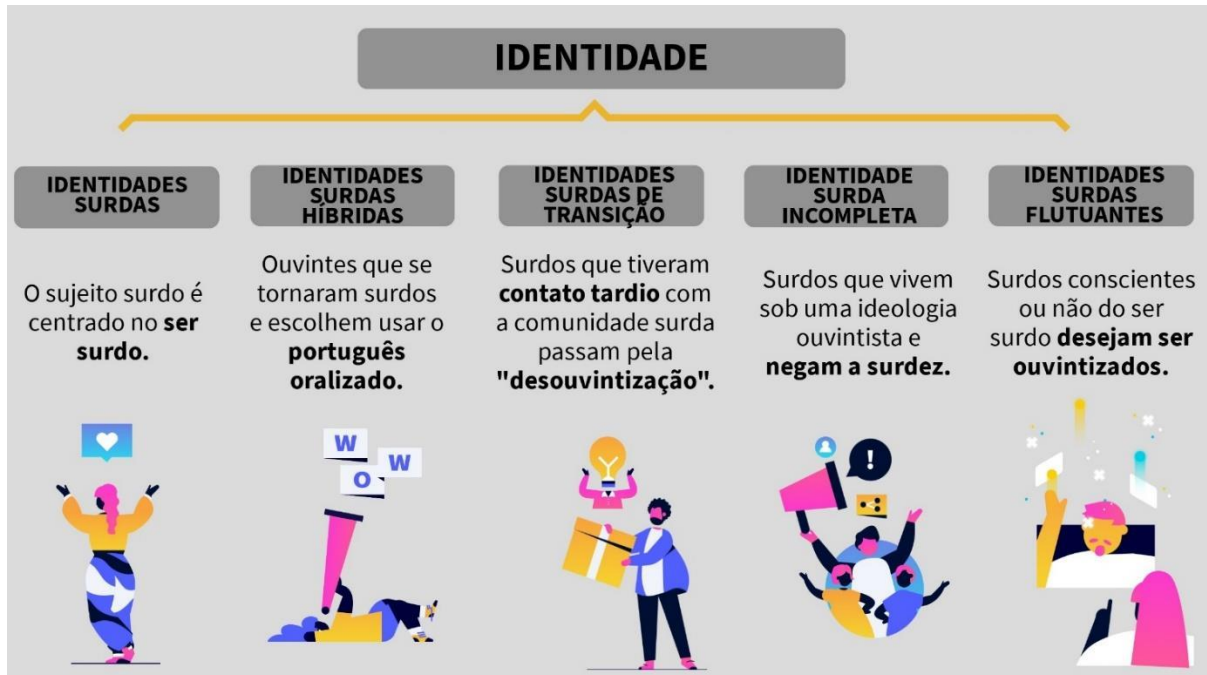 IDENTIDADE
IDENTIDADES
SURDAS
O sujeito surdo é
centrado no ser
surdo.
IDENTIDADES
SURDAS
HÍBRIDAS
Ouvintes que se
tornaram surdos
e escolhem usar o
português
oralizado.
W
O
W
IDENTIDADES
SURDAS DE
TRANSIÇÃO
Surdos que tiveram
contato tardio com
a comunidade surda
passam pela
"desouvintização".
IDENTIDADE
SURDA
INCOMPLETA
Surdos que vivem
sob uma ideologia
ouvintista e
negam a surdez.
!
IDENTIDADES
SURDAS
FLUTUANTES
Surdos conscientes
ou não do ser
surdo desejam ser
ouvintizados.